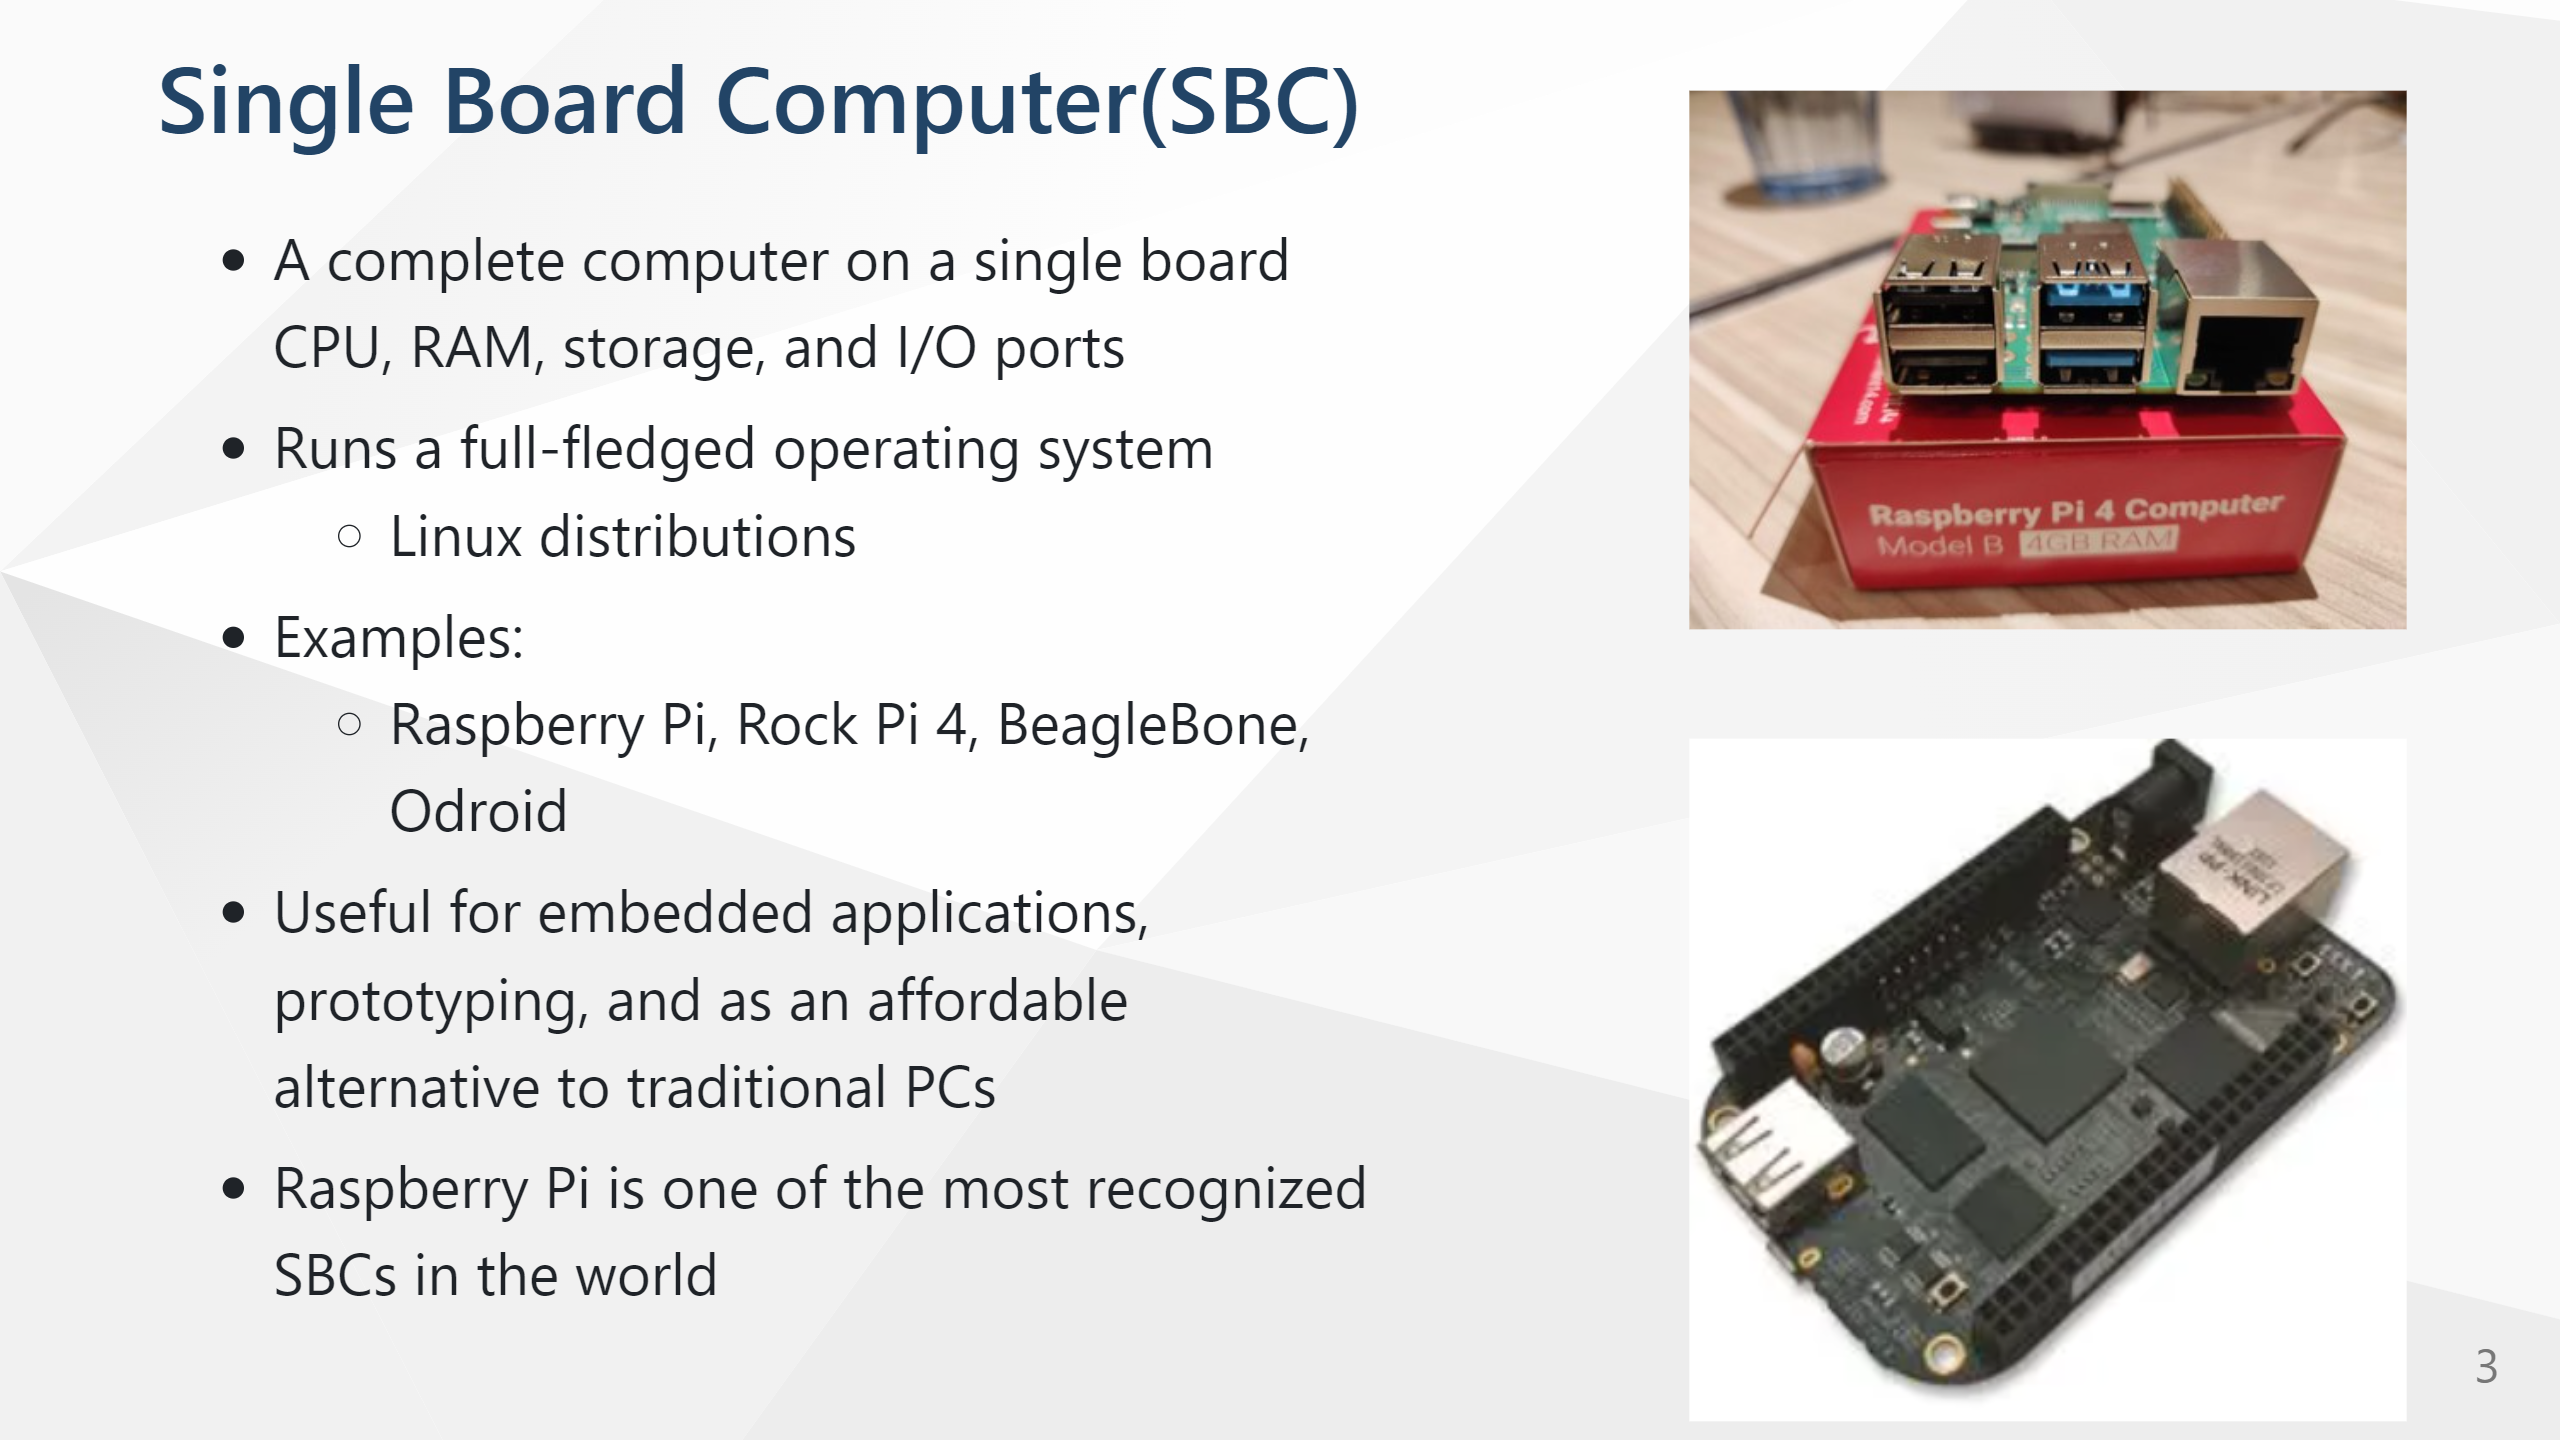 Single Board Computer(SBC)
A complete computer on a single board
CPU, RAM, storage, and I/O ports
Runs a full-fledged operating system
Linux distributions
Examples:
Raspberry Pi, Rock Pi 4, BeagleBone,
Odroid
Useful for embedded applications,
prototyping, and as an affordable
alternative to traditional PCs
Raspberry Pi is one of the most recognized
SBCs in the world
Raspberry Pi 4 Computer
Model B 4GB RAM
LINK-PP
3